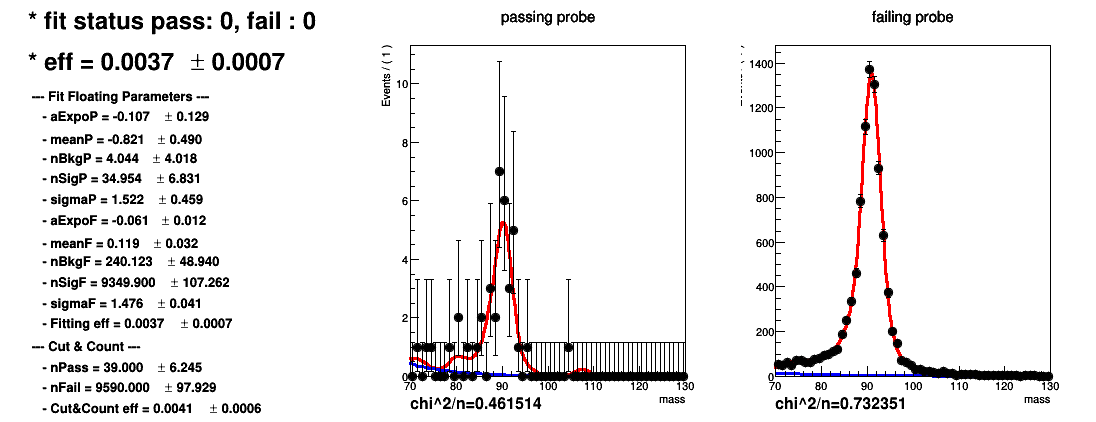 * fit status pass: 0, fail : 0
* eff = 0.0037 ± 0.0007
--- Fit Floating Parameters ---
- aExpoP = -0.107 ± 0.129
- meanP = -0.821 ± 0.490
- nBkgP = 4.044 ± 4.018
- nSigP = 34.954 ± 6.831
- sigmaP = 1.522 ± 0.459
- aExpoF = -0.061 ± 0.012
- meanF = 0.119 ± 0.032
- nBkgF = 240.123 ± 48.940
- nSigF = 9349.900 ± 107.262
- sigmaF = 1.476 ± 0.041
- Fitting eff = 0.0037 ± 0.0007
--- Cut & Count ---
- nPass = 39.000 ± 6.245
- nFail = 9590.000 ± 97.929
- Cut&Count eff = 0.0041 ± 0.0006
passing probe
Events / ( 1 )
10
8
6
4
2
0
70 80 90 100 110 120 130
mass
chi^2/n=0.461514
failing probe
1400
1200
1000
800
600
400
200
0
70 80 90 100 110 120 130
mass
chi^2/n=0.732351